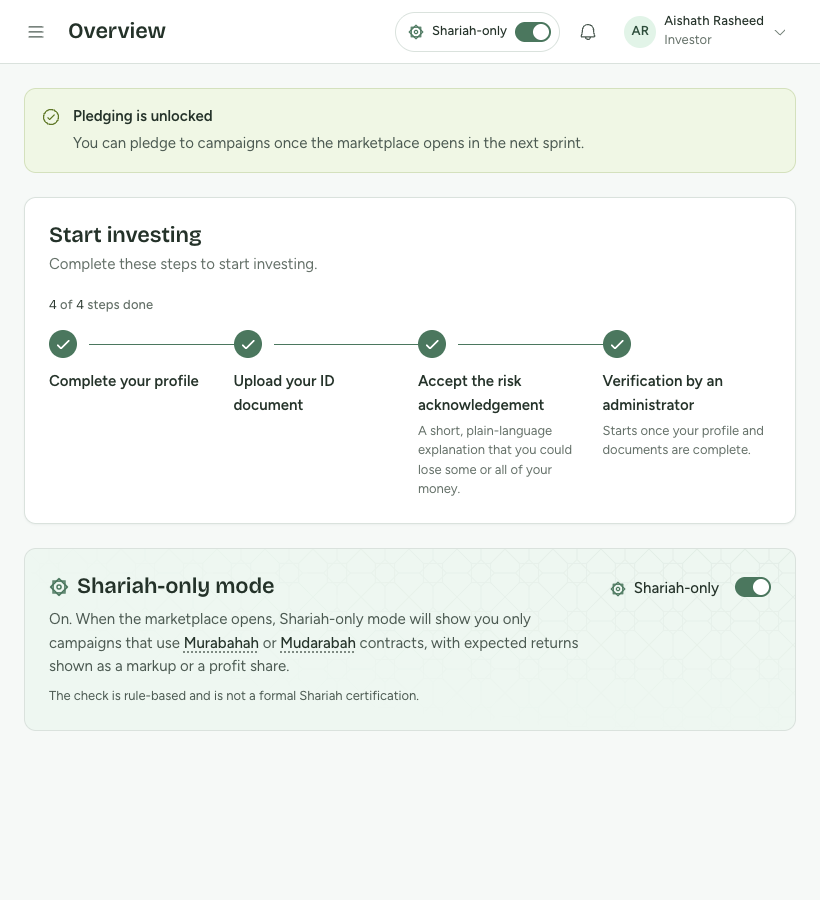 Overview
Shariah-only
AR
Aishath Rasheed
Investor
Pledging is unlocked
You can pledge to campaigns once the marketplace opens in the next sprint.
Start investing
Complete these steps to start investing.
4 of 4 steps done
Complete your profile
Upload your ID
document
Accept the risk
acknowledgement
A short, plain-language
explanation that you could
lose some or all of your
money.
Verification by an
administrator
Starts once your profile and
documents are complete.
Shariah-only mode
Shariah-only
On. When the marketplace opens, Shariah-only mode will show you only
campaigns that use Murabahah or Mudarabah contracts, with expected returns
shown as a markup or a profit share.
The check is rule-based and is not a formal Shariah certification.